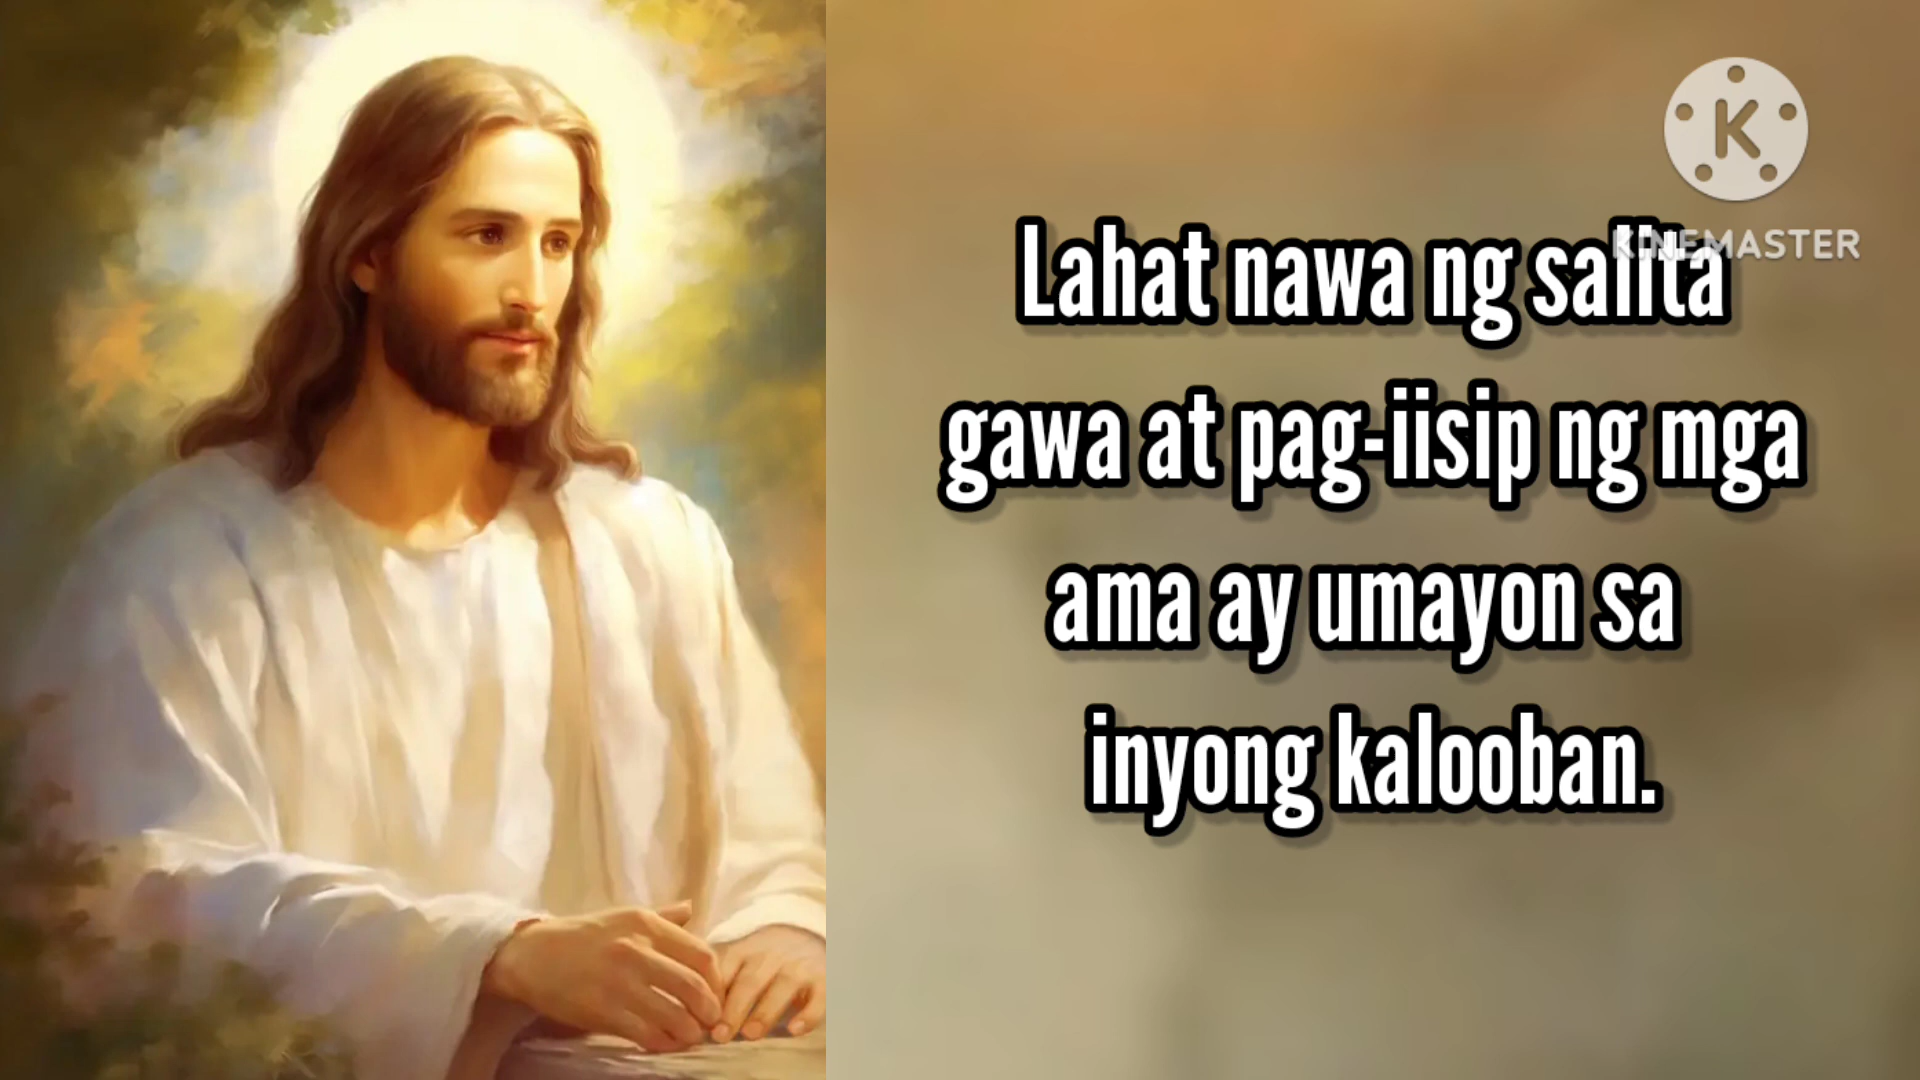 K
KINEMASTER
Lahat nawa ng salita
gawa at pag-iisip ng mga
ama ay umayon sa
inyong kalooban.